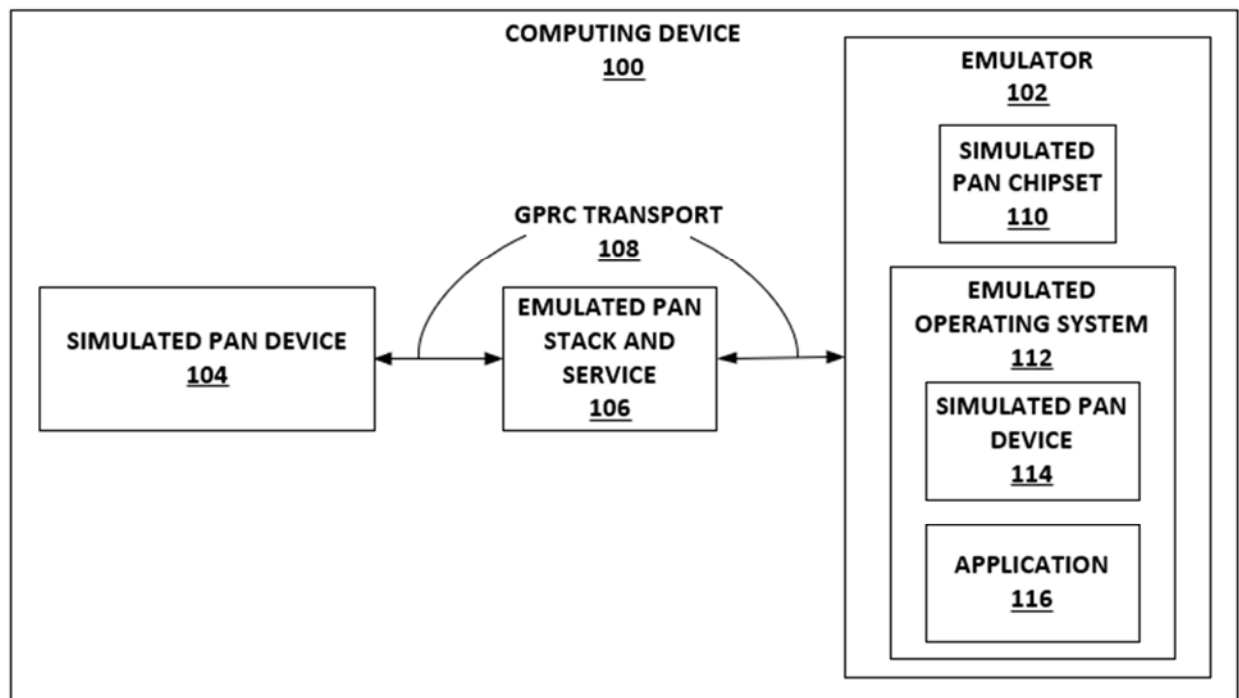 COMPUTING DEVICE
100
EMULATOR
102
SIMULATED
PAN CHIPSET
110
GPRC TRANSPORT
108
SIMULATED PAN DEVICE
104
EMULATED PAN
STACK AND
SERVICE
106
EMULATED
OPERATING SYSTEM
112
SIMULATED PAN
DEVICE
114
APPLICATION
116